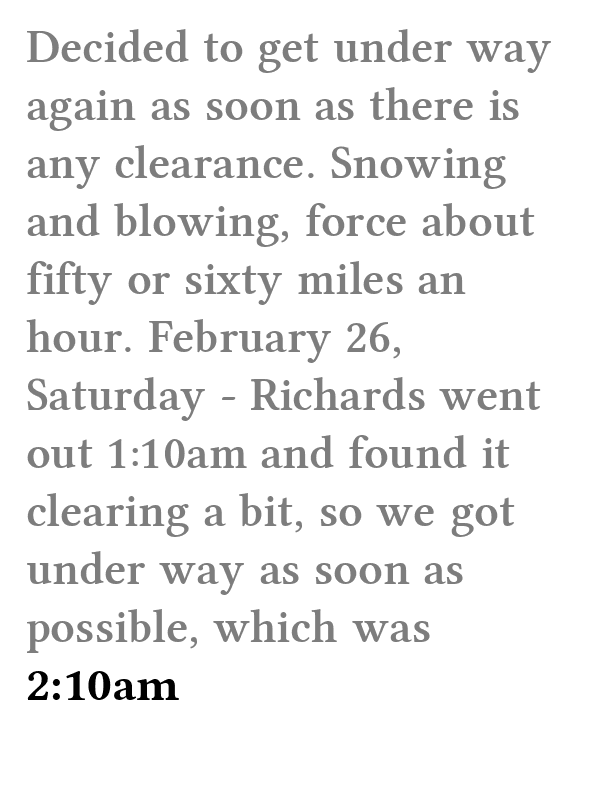 Decided to get under way
again as soon as there is
any clearance. Snowing
and blowing, force about
fifty or sixty miles an
hour. February 26,
Saturday - Richards went
out 1:10am and found it
clearing a bit, so we got
under way as soon as
possible, which was
2:10am